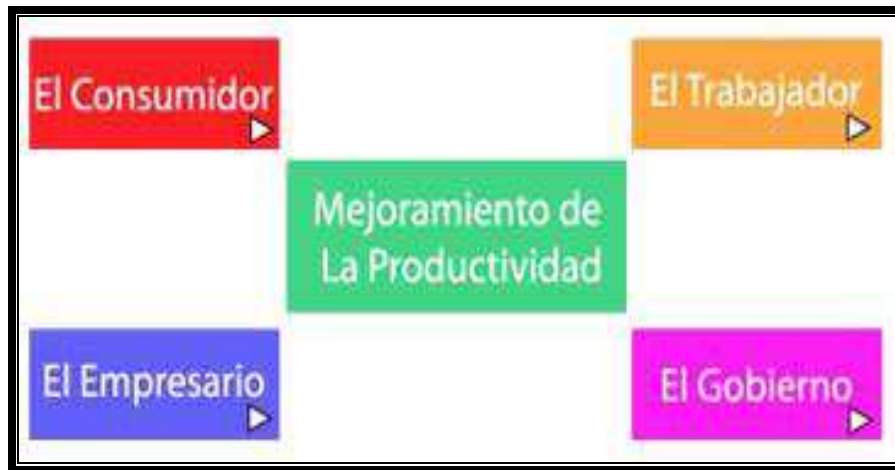 El Consumidor
El Trabajador
Mejoramiento de
La Productividad
El Empresario
El Gobierno